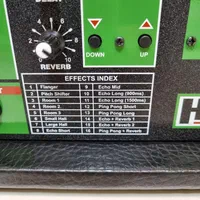 DELAY
0 10
REVERB
DOWN UP
EFFECTS INDEX
1 Flanger 9 Echo Mid
2 Pitch Shifter 10 Echo Long (900ms)
3 Room 1 11 Echo Long (1500ms)
4 Room 2 12 Ping Pong Short
5 Room 3 13 Ping Pong Long
6 Small Hall 14 Echo + Reverb 1
7 Large Hall 15 Echo + Reverb 2
8 Echo Short 16 Ping Pong + Reverb
H